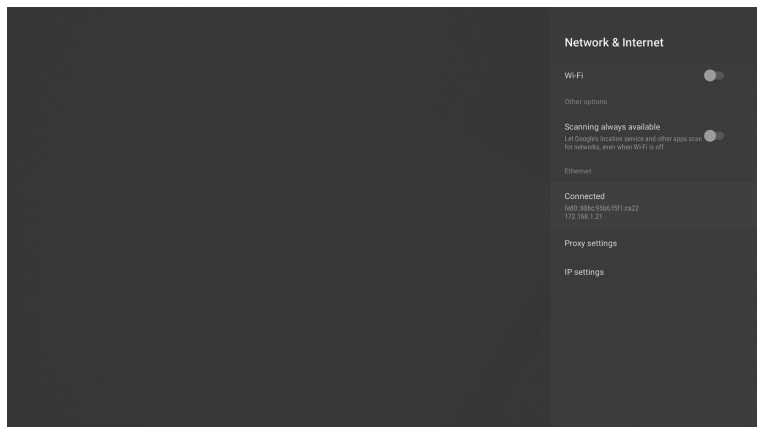 Network & Internet
Wi-Fi
Other options
Scanning always available
Let Google's location service and other apps scan
for networks, even when Wi-Fi is off
Ethernet
Connected
fe80::88bc:95b6:f5f1:ca22
172.168.1.21
Proxy settings
IP settings